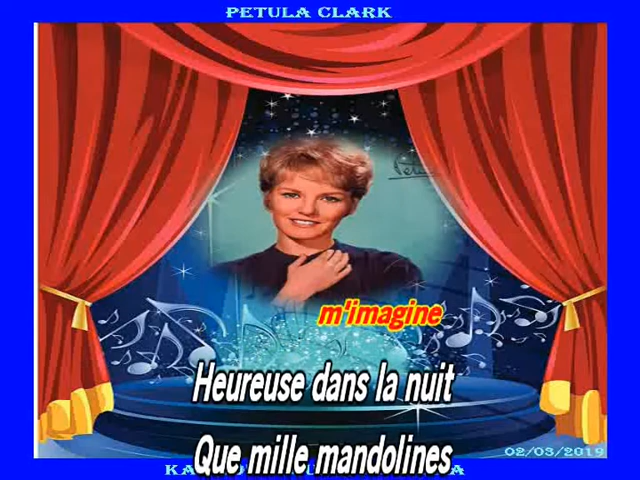 PETULA CLARK
m'imagine
Heureuse dans la nuit
Que mille mandolines
02/03/2019